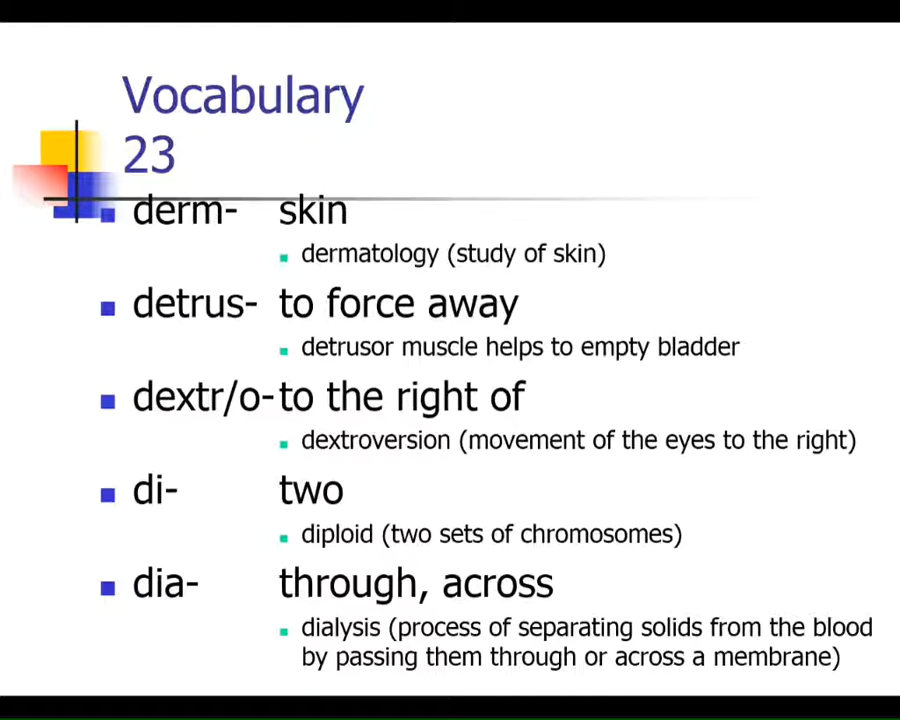 Vocabulary
23
derm- skin
dermatology (study of skin)
detrus- to force away
detrusor muscle helps to empty bladder
dextr/o- to the right of
dextroversion (movement of the eyes to the right)
di- two
diploid (two sets of chromosomes)
dia- through, across
dialysis (process of separating solids from the blood
by passing them through or across a membrane)